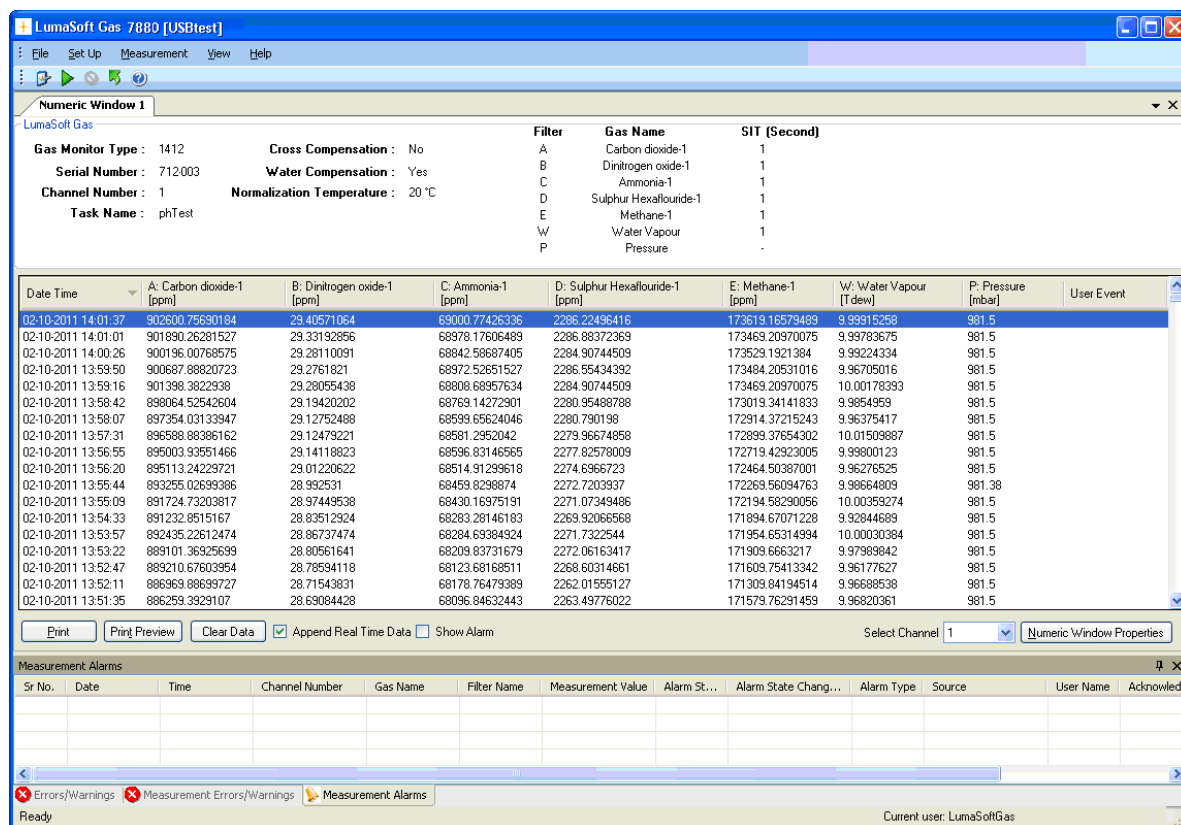 LumaSoft Gas 7880 [USBtest]
File Set Up Measurement View Help
Numeric Window 1
LumaSoft Gas
Gas Monitor Type : 1412 Cross Compensation : No
Serial Number : 712-003 Water Compensation : Yes
Channel Number : 1 Normalization Temperature : 20 °C
Task Name : phTest
Filter Gas Name SIT (Second)
A Carbon dioxide-1 1
B Dinitrogen oxide-1 1
C Ammonia-1 1
D Sulphur Hexaflouride-1 1
E Methane-1 1
W Water Vapour 1
P Pressure -
Date Time A: Carbon dioxide-1 [ppm] B: Dinitrogen oxide-1 [ppm] C: Ammonia-1 [ppm] D: Sulphur Hexaflouride-1 [ppm] E: Methane-1 [ppm] W: Water Vapour [Tdew] P: Pressure [mbar] User Event
02-10-2011 14:01:37 902600.75690184 29.40571064 69000.77426336 2286.22496416 173619.16579489 9.99915258 981.5
02-10-2011 14:01:01 901890.26281527 29.33192856 68978.17606489 2286.88372369 173469.20970075 9.99783675 981.5
02-10-2011 14:00:26 900196.00768575 29.28110091 68842.58687405 2284.90744509 173529.1921384 9.99224334 981.5
02-10-2011 13:59:50 900687.88820723 29.2761821 68972.52651527 2286.55434392 173484.20531016 9.96705016 981.5
02-10-2011 13:59:16 901398.3822938 29.28055438 68808.68957634 2284.90744509 173469.20970075 10.00178393 981.5
02-10-2011 13:58:42 898064.52542604 29.19420202 68769.14272901 2280.95488788 173019.34141833 9.9854959 981.5
02-10-2011 13:58:07 897354.03133947 29.12752488 68599.65624046 2280.790198 172914.37215243 9.96375417 981.5
02-10-2011 13:57:31 896588.88386162 29.12479221 68581.2952042 2279.96674858 172899.37654302 10.01509887 981.5
02-10-2011 13:56:55 895003.93551466 29.14118823 68596.83146565 2277.82578009 172719.42923005 9.99800123 981.5
02-10-2011 13:56:20 895113.24229721 29.01220622 68514.91299618 2274.6966723 172464.50387001 9.96276525 981.5
02-10-2011 13:55:44 893255.02699386 28.992531 68459.8298874 2272.7203937 172269.56094763 9.98664809 981.38
02-10-2011 13:55:09 891724.73203817 28.97449538 68430.16975191 2271.07349486 172194.58290056 10.00359274 981.5
02-10-2011 13:54:33 891232.8515167 28.83512924 68283.28146183 2269.92066568 171894.67071228 9.92844689 981.5
02-10-2011 13:53:57 892435.22612474 28.86737474 68284.69384924 2271.7322544 171954.65314994 10.00030384 981.5
02-10-2011 13:53:22 889101.36925699 28.80561641 68209.83731679 2272.06163417 171909.6663217 9.97989842 981.5
02-10-2011 13:52:47 889210.67603954 28.78594118 68123.68168511 2268.60314661 171609.75413342 9.96177627 981.5
02-10-2011 13:52:11 886969.88699727 28.71543831 68178.76479389 2262.01555127 171309.84194514 9.96688538 981.5
02-10-2011 13:51:35 886259.3929107 28.69084428 68096.84632443 2263.49776022 171579.76291459 9.96820361 981.5
Print Print Preview Clear Data Append Real Time Data Show Alarm Select Channel 1 Numeric Window Properties
Measurement Alarms
Sr No. Date Time Channel Number Gas Name Filter Name Measurement Value Alarm St... Alarm State Chang... Alarm Type Source User Name Acknowled
Errors/Warnings Measurement Errors/Warnings Measurement Alarms
Ready Current user: LumaSoftGas